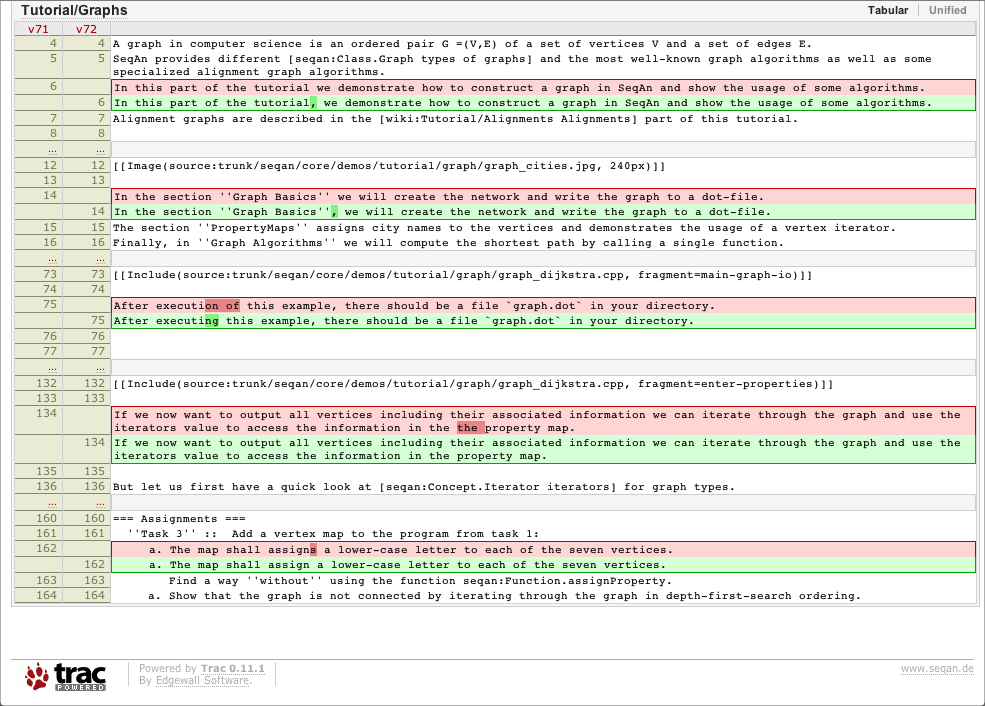 Tutorial/Graphs
Tabular Unified
v71 v72
4 4 A graph in computer science is an ordered pair G =(V,E) of a set of vertices V and a set of edges E.
5 5 SeqAn provides different [seqan:Class.Graph types of graphs] and the most well-known graph algorithms as well as some
specialized alignment graph algorithms.
6 In this part of the tutorial we demonstrate how to construct a graph in SeqAn and show the usage of some algorithms.
6 In this part of the tutorial, we demonstrate how to construct a graph in SeqAn and show the usage of some algorithms.
7 7 Alignment graphs are described in the [wiki:Tutorial/Alignments Alignments] part of this tutorial.
8 8
... ...
12 12 [[Image(source:trunk/seqan/core/demos/tutorial/graph/graph_cities.jpg, 240px)]]
13 13
14 In the section ''Graph Basics'' we will create the network and write the graph to a dot-file.
14 In the section ''Graph Basics'', we will create the network and write the graph to a dot-file.
15 15 The section ''PropertyMaps'' assigns city names to the vertices and demonstrates the usage of a vertex iterator.
16 16 Finally, in ''Graph Algorithms'' we will compute the shortest path by calling a single function.
... ...
73 73 [[Include(source:trunk/seqan/core/demos/tutorial/graph/graph_dijkstra.cpp, fragment=main-graph-io)]]
74 74
75 After execution of this example, there should be a file `graph.dot` in your directory.
75 After executing this example, there should be a file `graph.dot` in your directory.
76 76
77 77
... ...
132 132 [[Include(source:trunk/seqan/core/demos/tutorial/graph/graph_dijkstra.cpp, fragment=enter-properties)]]
133 133
134 If we now want to output all vertices including their associated information we can iterate through the graph and use the
iterators value to access the information in the the property map.
134 If we now want to output all vertices including their associated information we can iterate through the graph and use the
iterators value to access the information in the property map.
135 135
136 136 But let us first have a quick look at [seqan:Concept.Iterator iterators] for graph types.
... ...
160 160 === Assignments ===
161 161 ''Task 3'' :: Add a vertex map to the program from task 1:
162 a. The map shall assigns a lower-case letter to each of the seven vertices.
162 a. The map shall assign a lower-case letter to each of the seven vertices.
163 163 Find a way ''without'' using the function seqan:Function.assignProperty.
164 164 a. Show that the graph is not connected by iterating through the graph in depth-first-search ordering.
trac
POWERED
Powered by Trac 0.11.1
By Edgewall Software.
www.seqan.de